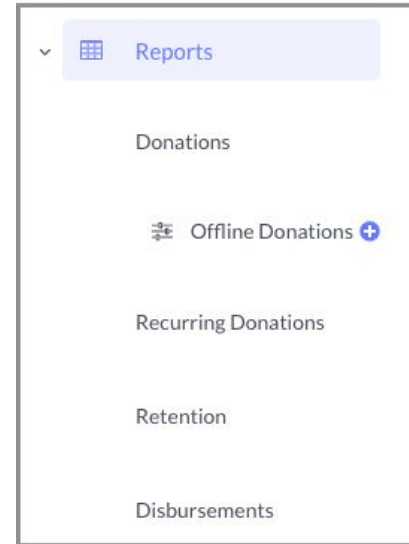 Reports
Donations
Offline Donations
Recurring Donations
Retention
Disbursements